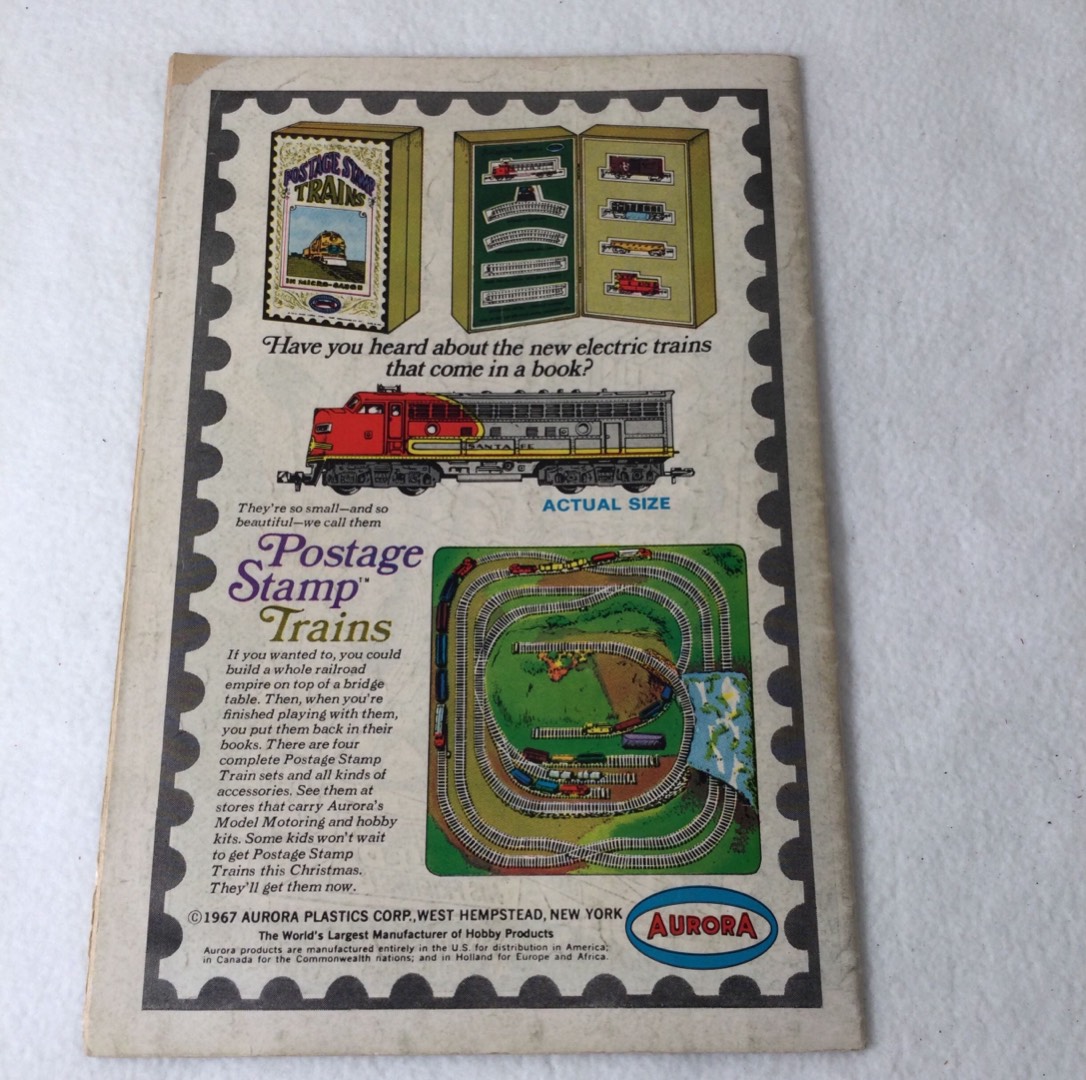 POSTAGE STAMP
TRAINS
IN MICRO-GAUGE
Have you heard about the new electric trains
that come in a book?
SANTA FE
ACTUAL SIZE
They're so small—and so
beautiful—we call them
Postage
Stamp™
Trains
If you wanted to, you could
build a whole railroad
empire on top of a bridge
table. Then, when you're
finished playing with them,
you put them back in their
books. There are four
complete Postage Stamp
Train sets and all kinds of
accessories. See them at
stores that carry Aurora's
Model Motoring and hobby
kits. Some kids won't wait
to get Postage Stamp
Trains this Christmas.
They'll get them now.
©1967 AURORA PLASTICS CORP., WEST HEMPSTEAD, NEW YORK
The World's Largest Manufacturer of Hobby Products
Aurora products are manufactured entirely in the U.S. for distribution in America;
in Canada for the Commonwealth nations; and in Holland for Europe and Africa.
AURORA